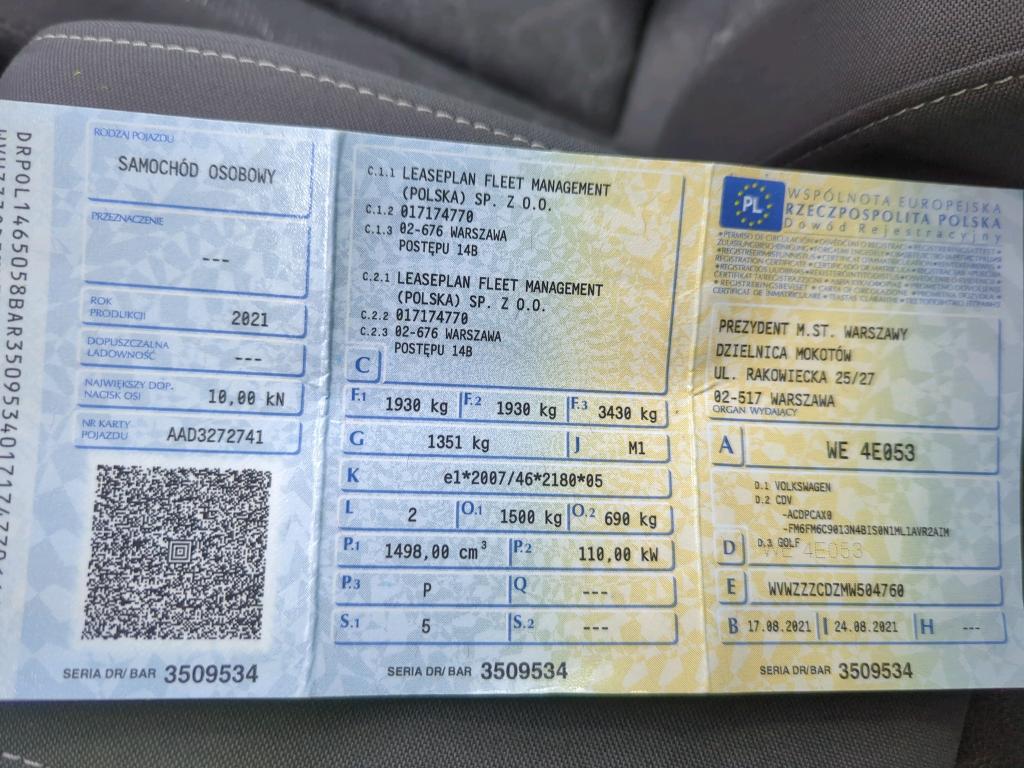 RODZAJ POJAZDU
SAMOCHÓD OSOBOWY
PRZEZNACZENIE
---
ROK PRODUKCJI
2021
DOPUSZCZALNA ŁADOWNOŚĆ
---
NAJWIĘKSZY DOP. NACISK OSI
10,00 kN
NR KARTY POJAZDU
AAD3272741
SERIA DR/BAR 3509534
C.1.1 LEASEPLAN FLEET MANAGEMENT
(POLSKA) SP. Z O.O.
C.1.2 017174770
C.1.3 02-676 WARSZAWA
POSTĘPU 14B
C.2.1 LEASEPLAN FLEET MANAGEMENT
(POLSKA) SP. Z O.O.
C.2.2 017174770
C.2.3 02-676 WARSZAWA
POSTĘPU 14B
C
F.1 1930 kg F.2 1930 kg F.3 3430 kg
G 1351 kg J M1
K e1*2007/46*2180*05
L 2 O.1 1500 kg O.2 690 kg
P.1 1498,00 cm³ P.2 110,00 kW
P.3 P Q ---
S.1 5 S.2 ---
SERIA DR/BAR 3509534
PL
WSPÓLNOTA EUROPEJSKA
RZECZPOSPOLITA POLSKA
Dowód Rejestracyjny
PREZYDENT M.ST. WARSZAWY
DZIELNICA MOKOTÓW
UL. RAKOWIECKA 25/27
02-517 WARSZAWA
ORGAN WYDAJĄCY
A WE 4E053
D.1 VOLKSWAGEN
D.2 CDV
-ACDPCAX0
-FM6FM6C9013N4BIS0N1ML1AVR2AIM
D.3 GOLF
D WE 4E053
E WVWZZZCDZMW504760
B 17.08.2021 I 24.08.2021 H ---
SERIA DR/BAR 3509534